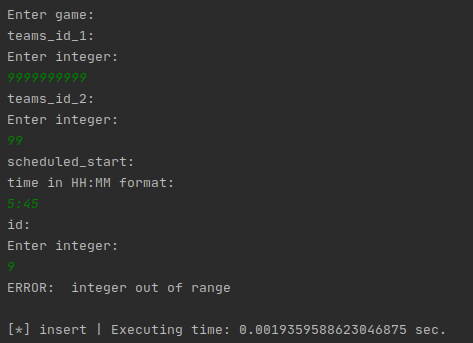 Enter game:
teams_id_1:
Enter integer:
9999999999
teams_id_2:
Enter integer:
99
scheduled_start:
time in HH:MM format:
5:45
id:
Enter integer:
9
ERROR:  integer out of range
[*] insert | Executing time: 0.0019359588623046875 sec.